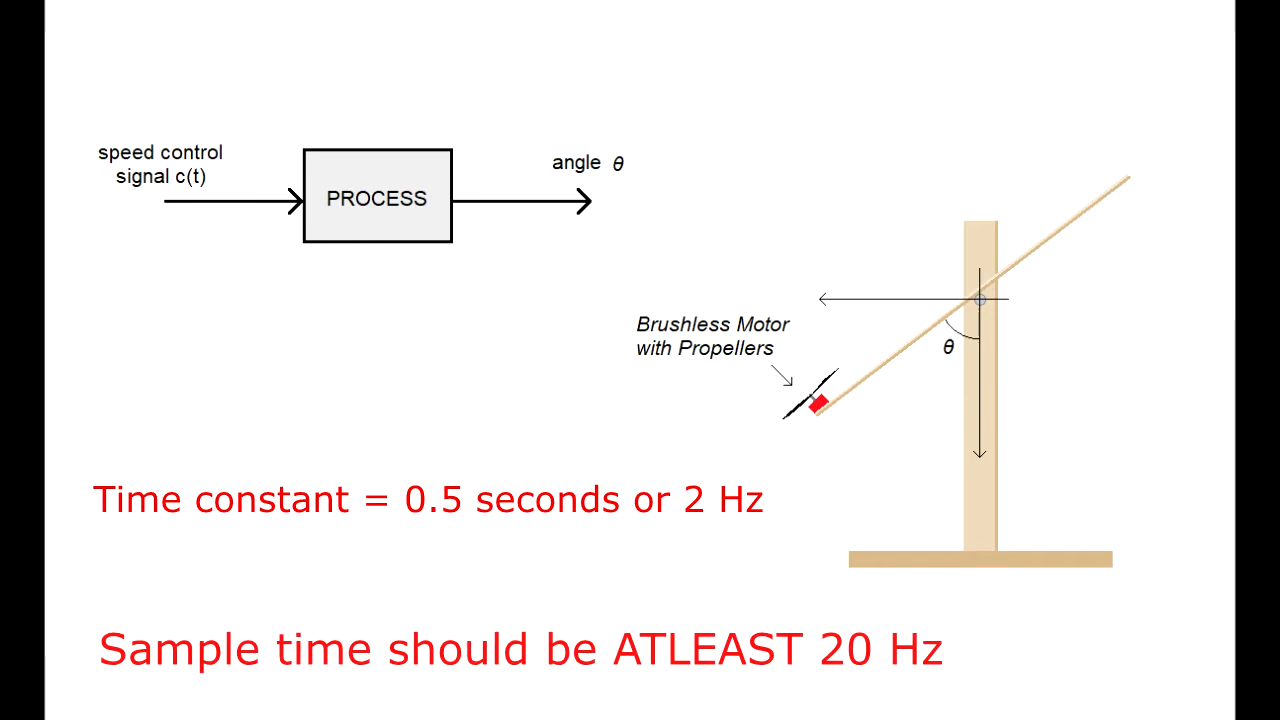 speed control
signal c(t)
PROCESS
angle θ
Brushless Motor
with Propellers
θ
Time constant = 0.5 seconds or 2 Hz
Sample time should be ATLEAST 20 Hz